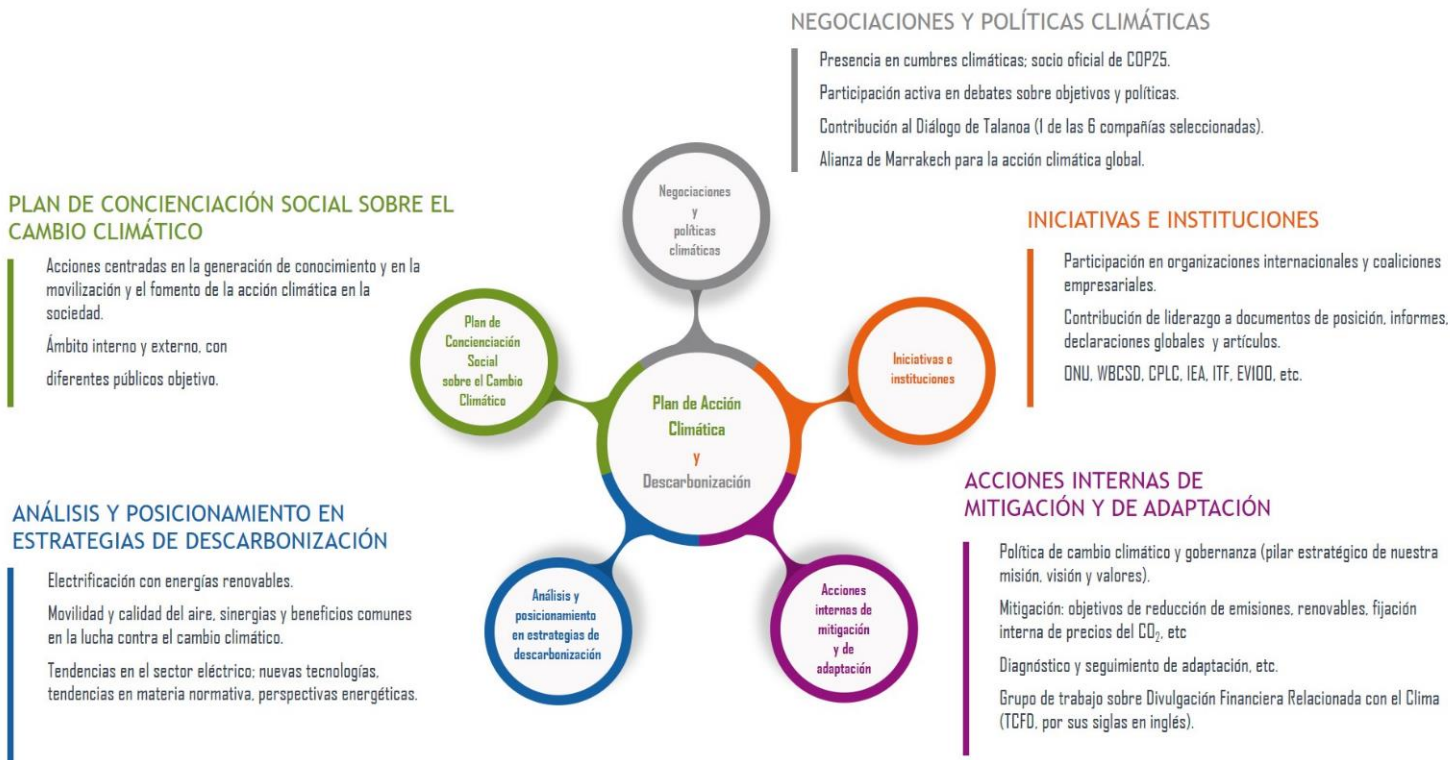 NEGOCIACIONES Y POLÍTICAS CLIMÁTICAS
Presencia en cumbres climáticas; socio oficial de COP25.
Participación activa en debates sobre objetivos y políticas.
Contribución al Diálogo de Talanoa (1 de las 6 compañías seleccionadas).
Alianza de Marrakech para la acción climática global.
PLAN DE CONCIENCIACIÓN SOCIAL SOBRE EL
CAMBIO CLIMÁTICO
Acciones centradas en la generación de conocimiento y en la
movilización y el fomento de la acción climática en la
sociedad.
Ámbito interno y externo, con
diferentes públicos objetivo.
INICIATIVAS E INSTITUCIONES
Participación en organizaciones internacionales y coaliciones
empresariales.
Contribución de liderazgo a documentos de posición, informes,
declaraciones globales y artículos.
ONU, WBCSD, CPLC, IEA, ITF, EV100, etc.
Negociaciones
y
políticas
climáticas
Plan de
Concienciación
Social
sobre el Cambio
Climático
Iniciativas e
instituciones
Plan de Acción
Climática
y
Descarbonización
Análisis y
posicionamiento
en estrategias de
descarbonización
Acciones
internas de
mitigación
y de
adaptación
ANÁLISIS Y POSICIONAMIENTO EN
ESTRATEGIAS DE DESCARBONIZACIÓN
Electrificación con energías renovables.
Movilidad y calidad del aire, sinergias y beneficios comunes
en la lucha contra el cambio climático.
Tendencias en el sector eléctrico; nuevas tecnologías,
tendencias en materia normativa, perspectivas energéticas.
ACCIONES INTERNAS DE
MITIGACIÓN Y DE ADAPTACIÓN
Política de cambio climático y gobernanza (pilar estratégico de nuestra
misión, visión y valores).
Mitigación: objetivos de reducción de emisiones, renovables, fijación
interna de precios del CO₂, etc
Diagnóstico y seguimiento de adaptación, etc.
Grupo de trabajo sobre Divulgación Financiera Relacionada con el Clima
(TCFD, por sus siglas en inglés).